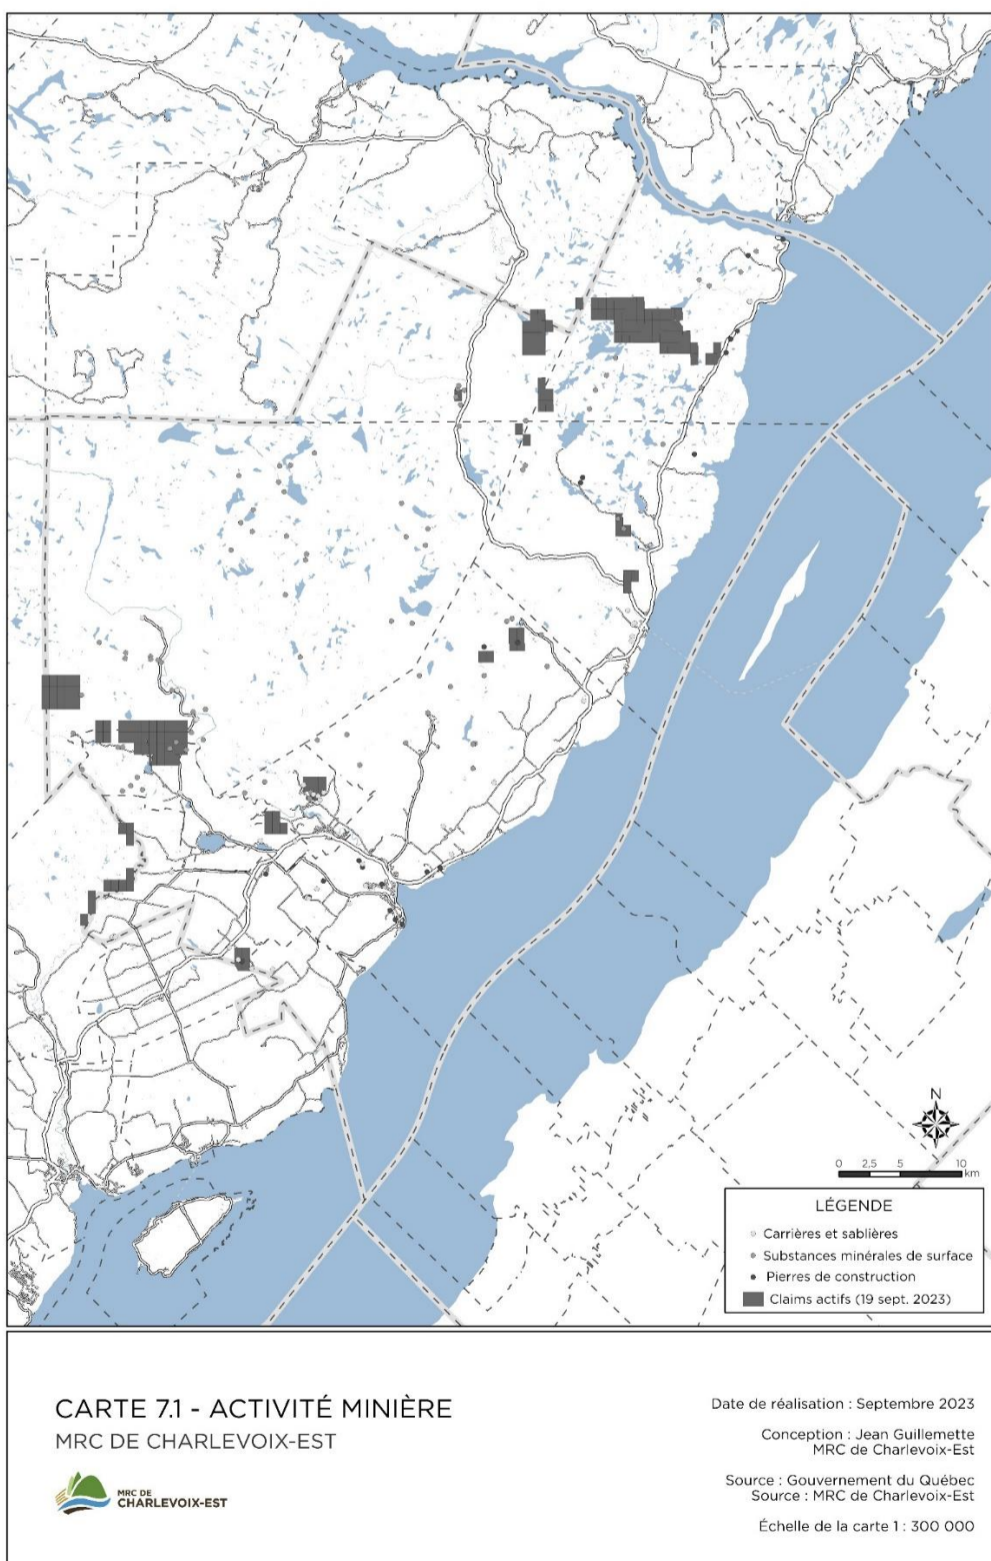 N
0 2,5 5 10
km
LÉGENDE
Carrières et sablières
Substances minérales de surface
Pierres de construction
Claims actifs (19 sept. 2023)
CARTE 7.1 - ACTIVITÉ MINIÈRE
MRC DE CHARLEVOIX-EST
MRC DE
CHARLEVOIX-EST
Date de réalisation : Septembre 2023
Conception : Jean Guillemette
MRC de Charlevoix-Est
Source : Gouvernement du Québec
Source : MRC de Charlevoix-Est
Échelle de la carte 1 : 300 000